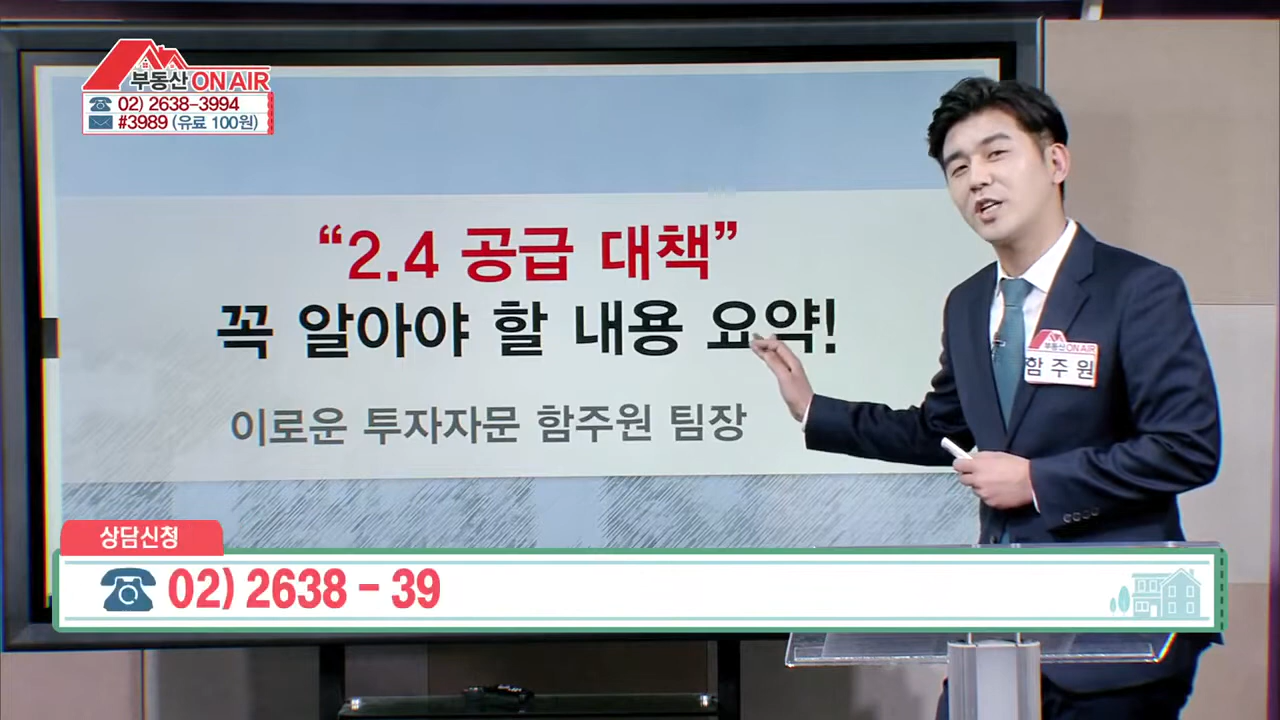 부동산 ON AIR
02) 2638-3994
#3989 (유료 100원)
“2.4 공급 대책”
꼭 알아야 할 내용 요약!
이로운 투자자문 함주원 팀장
부동산 ON AIR
함주원
상담신청
02) 2638 - 39